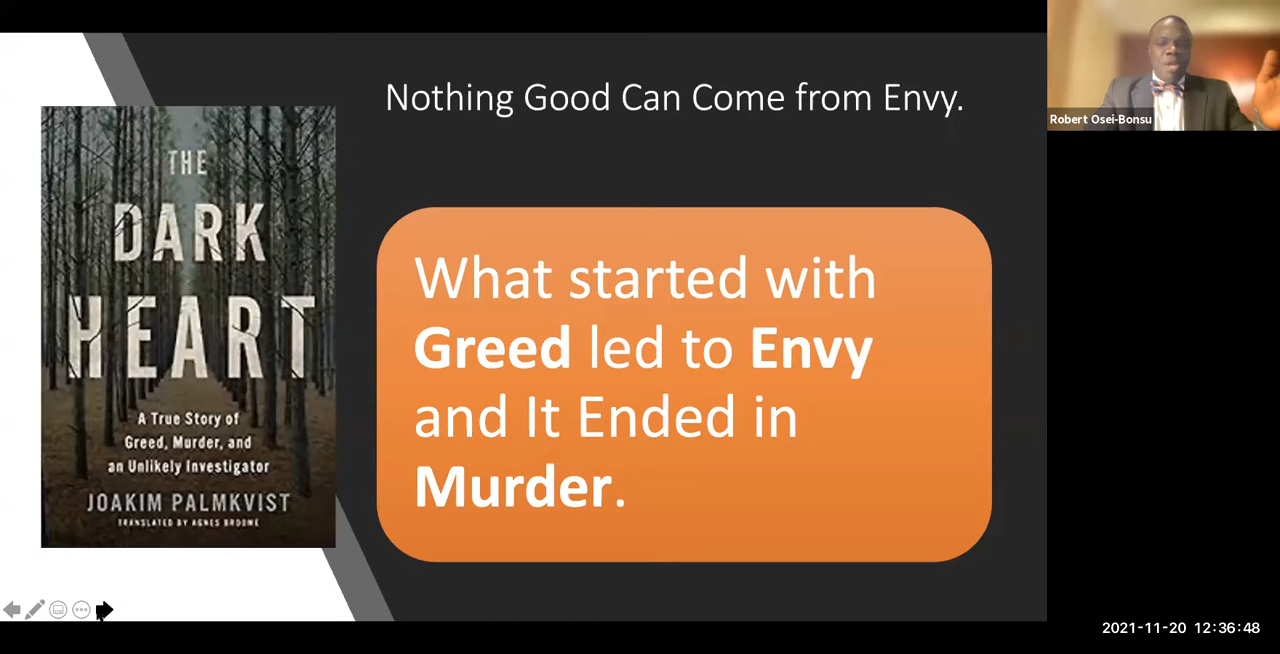 Nothing Good Can Come from Envy.
THE
DARK
HEART
A True Story of
Greed, Murder, and
an Unlikely Investigator
JOAKIM PALMKVIST
TRANSLATED BY AGNES BROOME
What started with
Greed led to Envy
and It Ended in
Murder.
Robert Osei-Bonsu
2021-11-20 12:36:48